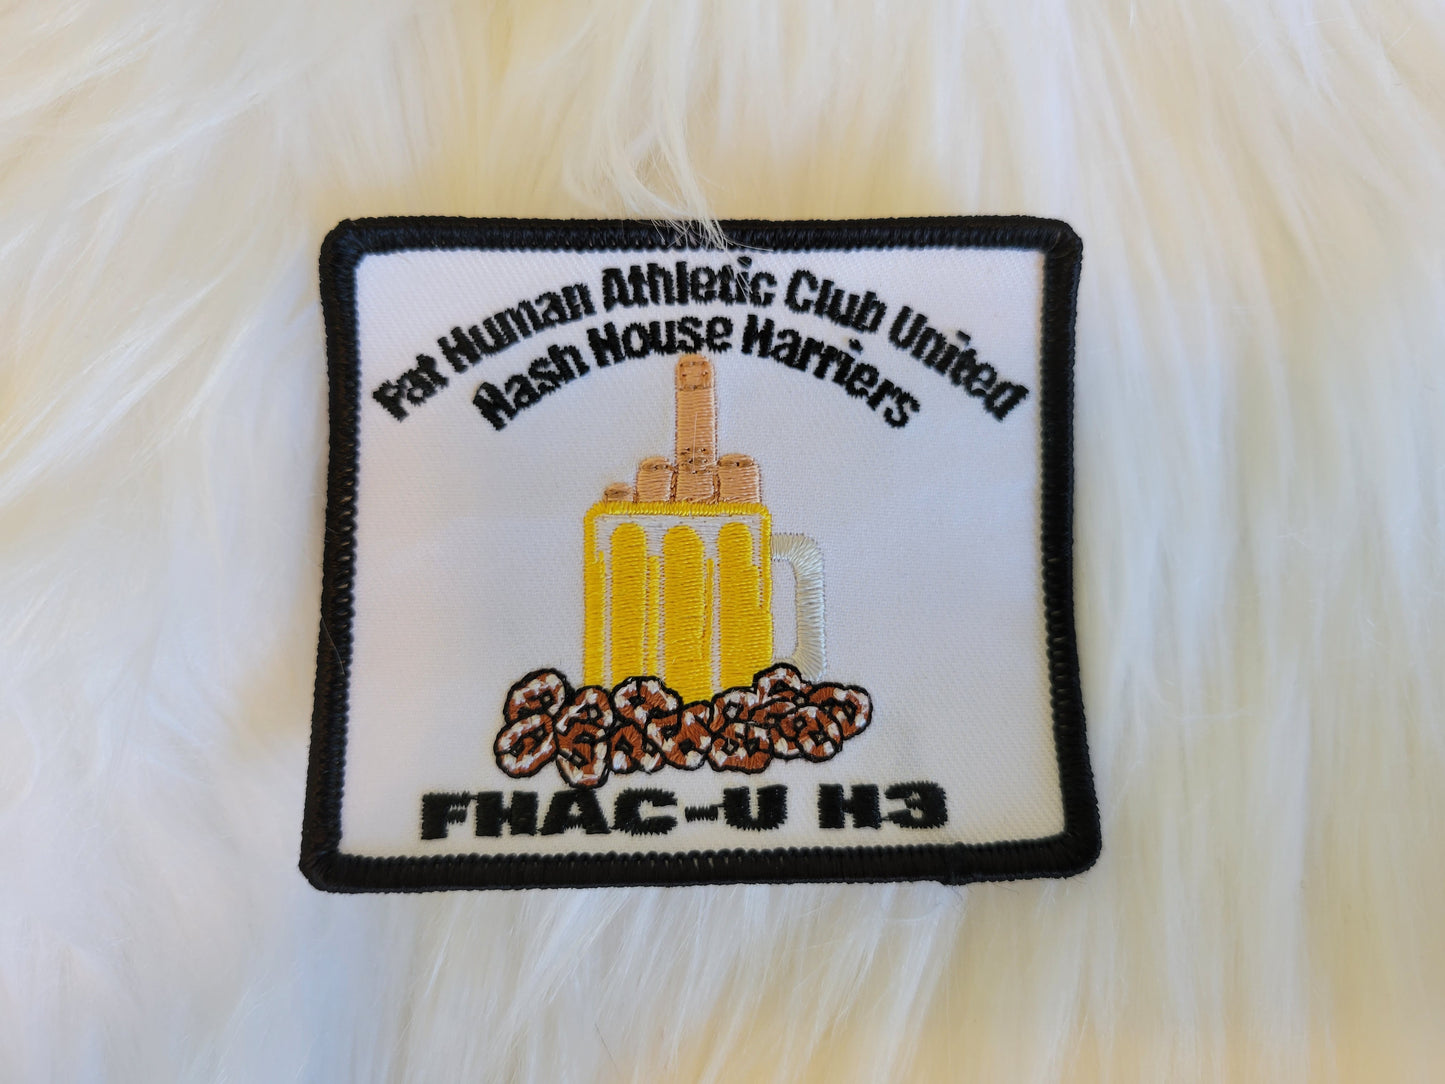 Fat Human Athletic Club United
Hash House Harriers
FHAC-U H3